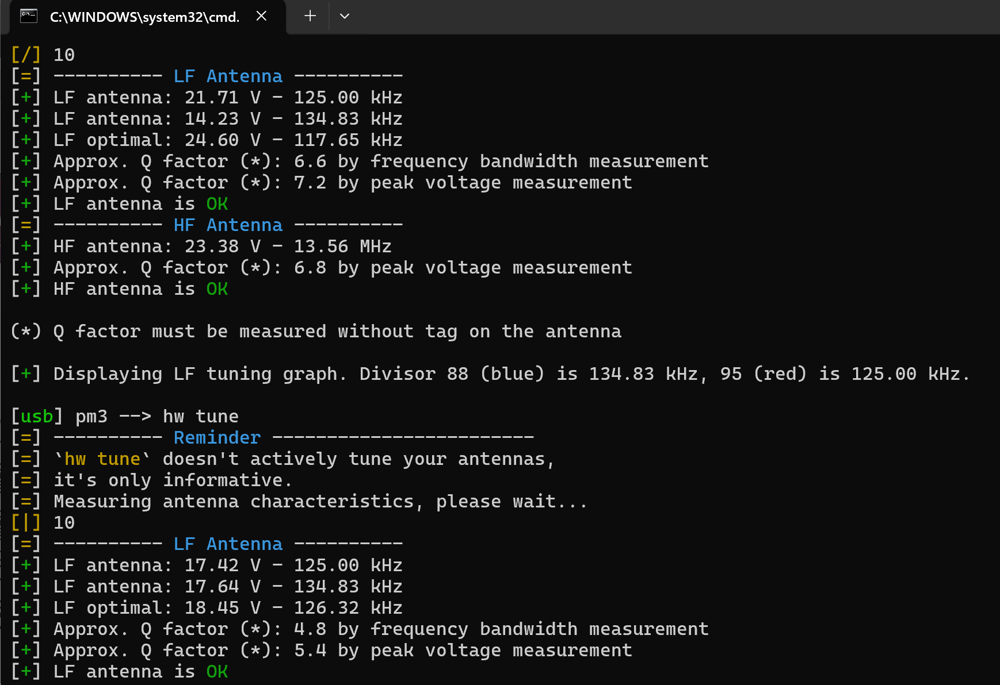 C:\WINDOWS\system32\cmd.
[/] 10
[=] ---------- LF Antenna ----------
[+] LF antenna: 21.71 V - 125.00 kHz
[+] LF antenna: 14.23 V - 134.83 kHz
[+] LF optimal: 24.60 V - 117.65 kHz
[+] Approx. Q factor (*): 6.6 by frequency bandwidth measurement
[+] Approx. Q factor (*): 7.2 by peak voltage measurement
[+] LF antenna is OK
[=] ---------- HF Antenna ----------
[+] HF antenna: 23.38 V - 13.56 MHz
[+] Approx. Q factor (*): 6.8 by peak voltage measurement
[+] HF antenna is OK
(*) Q factor must be measured without tag on the antenna
[+] Displaying LF tuning graph. Divisor 88 (blue) is 134.83 kHz, 95 (red) is 125.00 kHz.
[usb] pm3 --> hw tune
[=] ---------- Reminder ------------------------
[=] `hw tune` doesn't actively tune your antennas,
[=] it's only informative.
[=] Measuring antenna characteristics, please wait...
[|] 10
[=] ---------- LF Antenna ----------
[+] LF antenna: 17.42 V - 125.00 kHz
[+] LF antenna: 17.64 V - 134.83 kHz
[+] LF optimal: 18.45 V - 126.32 kHz
[+] Approx. Q factor (*): 4.8 by frequency bandwidth measurement
[+] Approx. Q factor (*): 5.4 by peak voltage measurement
[+] LF antenna is OK